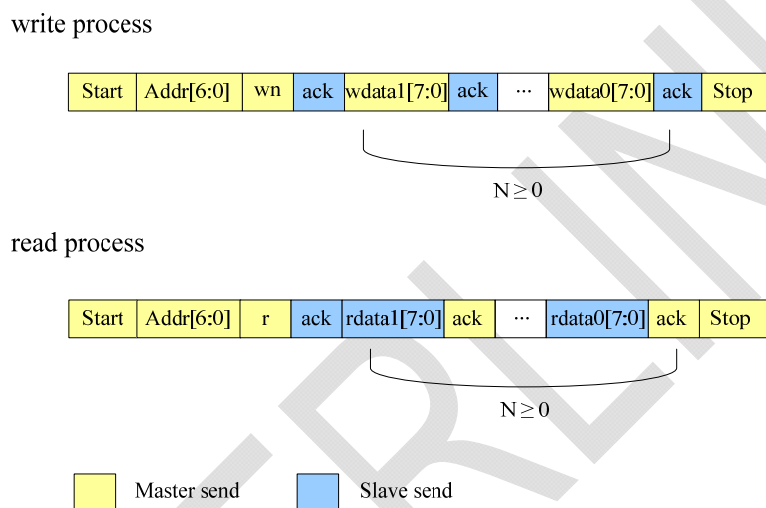 write process
Start Addr[6:0] wn ack wdata1[7:0] ack ... wdata0[7:0] ack Stop
N ≥ 0
read process
Start Addr[6:0] r ack rdata1[7:0] ack ... rdata0[7:0] ack Stop
N ≥ 0
Master send Slave send